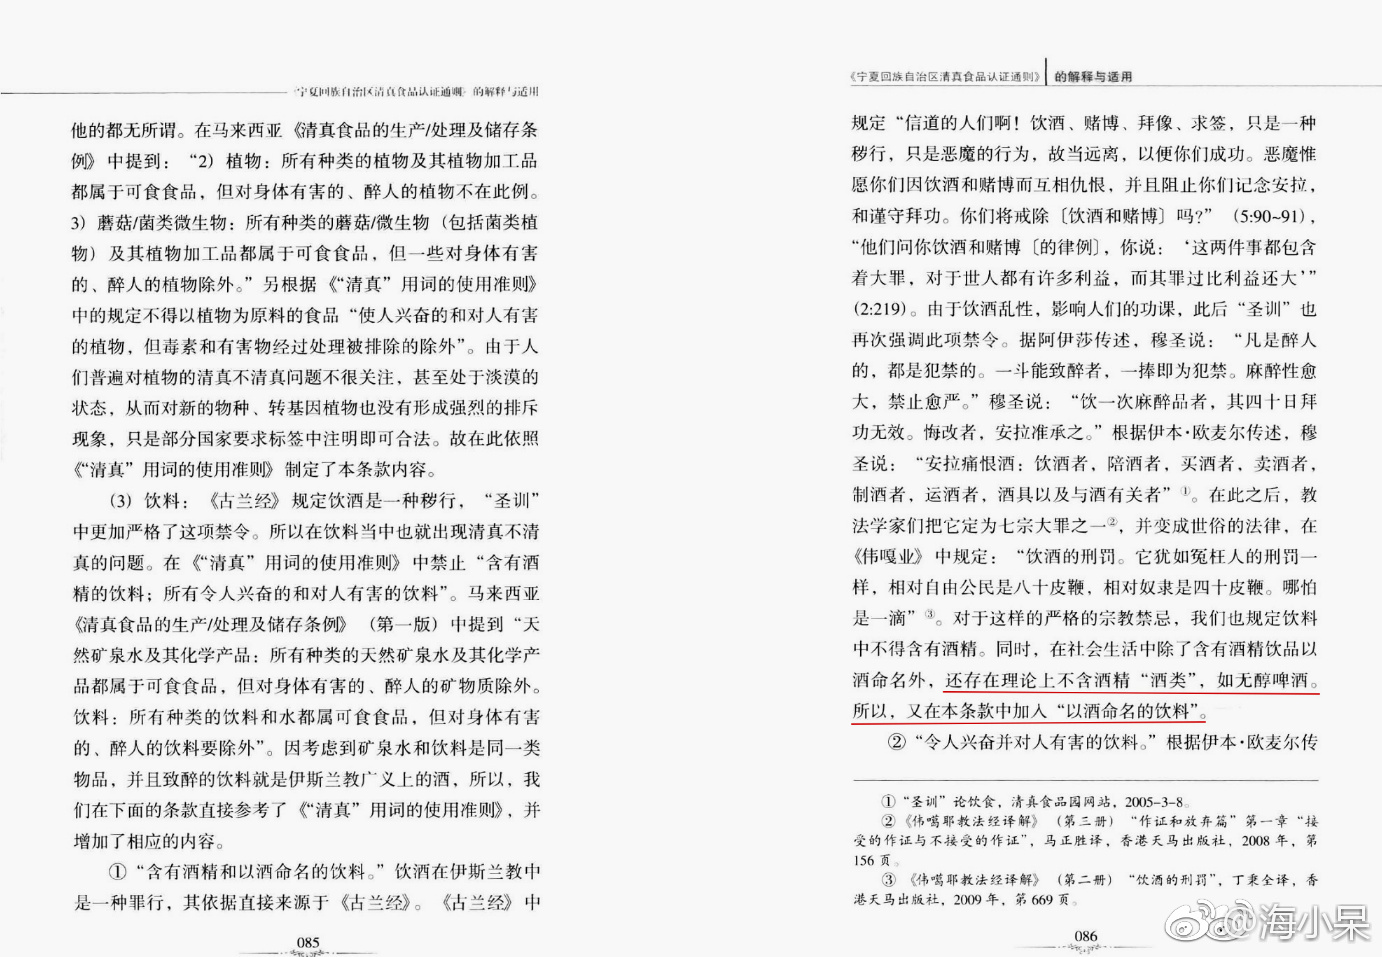 《宁夏回族自治区清真食品认证通则》的解释与适用
他的都无所谓。在马来西亚《清真食品的生产/处理及储存条
例》中提到：“2）植物：所有种类的植物及其植物加工品
都属于可食食品，但对身体有害的、醉人的植物不在此例。
3）蘑菇/菌类微生物：所有种类的蘑菇/微生物（包括菌类植
物）及其植物加工品都属于可食食品，但一些对身体有害
的、醉人的植物除外。”另根据《“清真”用词的使用准则》
中的规定不得以植物为原料的食品“使人兴奋的和对人有害
的植物，但毒素和有害物经过处理被排除的除外”。由于人
们普遍对植物的清真不清真问题不很关注，甚至处于淡漠的
状态，从而对新的物种、转基因植物也没有形成强烈的排斥
现象，只是部分国家要求标签中注明即可合法。故在此依照
《“清真”用词的使用准则》制定了本条款内容。
（3）饮料：《古兰经》规定饮酒是一种秽行，“圣训”
中更加严格了这项禁令。所以在饮料当中也就出现清真不清
真的问题。在《“清真”用词的使用准则》中禁止“含有酒
精的饮料；所有令人兴奋的和对人有害的饮料”。马来西亚
《清真食品的生产/处理及储存条例》（第一版）中提到“天
然矿泉水及其化学产品：所有种类的天然矿泉水及其化学产
品都属于可食食品，但对身体有害的、醉人的矿物质除外。
饮料：所有种类的饮料和水都属可食食品，但对身体有害
的、醉人的饮料要除外”。因考虑到矿泉水和饮料是同一类
物品，并且致醉的饮料就是伊斯兰教广义上的酒，所以，我
们在下面的条款直接参考了《“清真”用词的使用准则》，并
增加了相应的内容。
①“含有酒精和以酒命名的饮料。”饮酒在伊斯兰教中
是一种罪行，其依据直接来源于《古兰经》。《古兰经》中
085
《宁夏回族自治区清真食品认证通则》的解释与适用
规定“信道的人们啊！饮酒、赌博、拜像、求签，只是一种
秽行，只是恶魔的行为，故当远离，以便你们成功。恶魔惟
愿你们因饮酒和赌博而互相仇恨，并且阻止你们记念安拉，
和谨守拜功。你们将戒除〔饮酒和赌博〕吗？”（5:90~91），
“他们问你饮酒和赌博〔的律例〕，你说：‘这两件事都包含
着大罪，对于世人都有许多利益，而其罪过比利益还大’”
(2:219)。由于饮酒乱性，影响人们的功课，此后“圣训”也
再次强调此项禁令。据阿伊莎传述，穆圣说：“凡是醉人
的，都是犯禁的。一斗能致醉者，一捧即为犯禁。麻醉性愈
大，禁止愈严。”穆圣说：“饮一次麻醉品者，其四十日拜
功无效。悔改者，安拉准承之。”根据伊本·欧麦尔传述，穆
圣说：“安拉痛恨酒：饮酒者，陪酒者，买酒者，卖酒者，
制酒者，运酒者，酒具以及与酒有关者”①。在此之后，教
法学家们把它定为七宗大罪之一②，并变成世俗的法律，在
《伟嘎业》中规定：“饮酒的刑罚。它犹如冤枉人的刑罚一
样，相对自由公民是八十皮鞭，相对奴隶是四十皮鞭。哪怕
是一滴”③。对于这样的严格的宗教禁忌，我们也规定饮料
中不得含有酒精。同时，在社会生活中除了含有酒精饮品以
酒命名外，还存在理论上不含酒精“酒类”，如无醇啤酒。
所以，又在本条款中加入“以酒命名的饮料”。
②“令人兴奋并对人有害的饮料。”根据伊本·欧麦尔传
①“圣训”论饮食，清真食品园网站，2005-3-8。
②《伟噶耶教法经译解》（第三册）“作证和放弃篇”第一章“接
受的作证与不接受的作证”，马正胜译，香港天马出版社，2008年，第
156页。
③《伟噶耶教法经译解》（第二册）“饮酒的刑罚”，丁秉全译，香
港天马出版社，2009年，第669页。
086
@海小呆